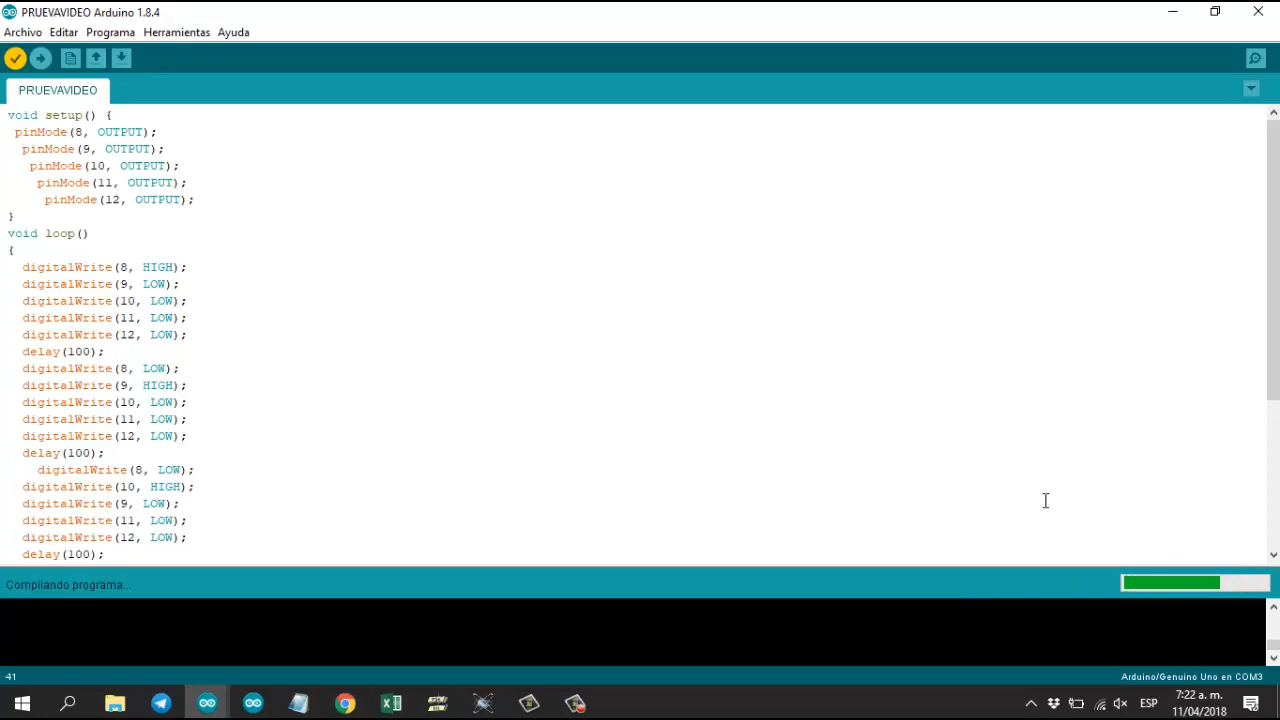 PRUEVAVIDEO Arduino 1.8.4
Archivo Editar Programa Herramientas Ayuda
PRUEVAVIDEO
void setup() {
pinMode(8, OUTPUT);
pinMode(9, OUTPUT);
pinMode(10, OUTPUT);
pinMode(11, OUTPUT);
pinMode(12, OUTPUT);
}
void loop()
{
digitalWrite(8, HIGH);
digitalWrite(9, LOW);
digitalWrite(10, LOW);
digitalWrite(11, LOW);
digitalWrite(12, LOW);
delay(100);
digitalWrite(8, LOW);
digitalWrite(9, HIGH);
digitalWrite(10, LOW);
digitalWrite(11, LOW);
digitalWrite(12, LOW);
delay(100);
digitalWrite(8, LOW);
digitalWrite(10, HIGH);
digitalWrite(9, LOW);
digitalWrite(11, LOW);
digitalWrite(12, LOW);
delay(100);
Compilando programa...
41
Arduino/Genuino Uno en COM3
ESP
7:22 a. m.
11/04/2018